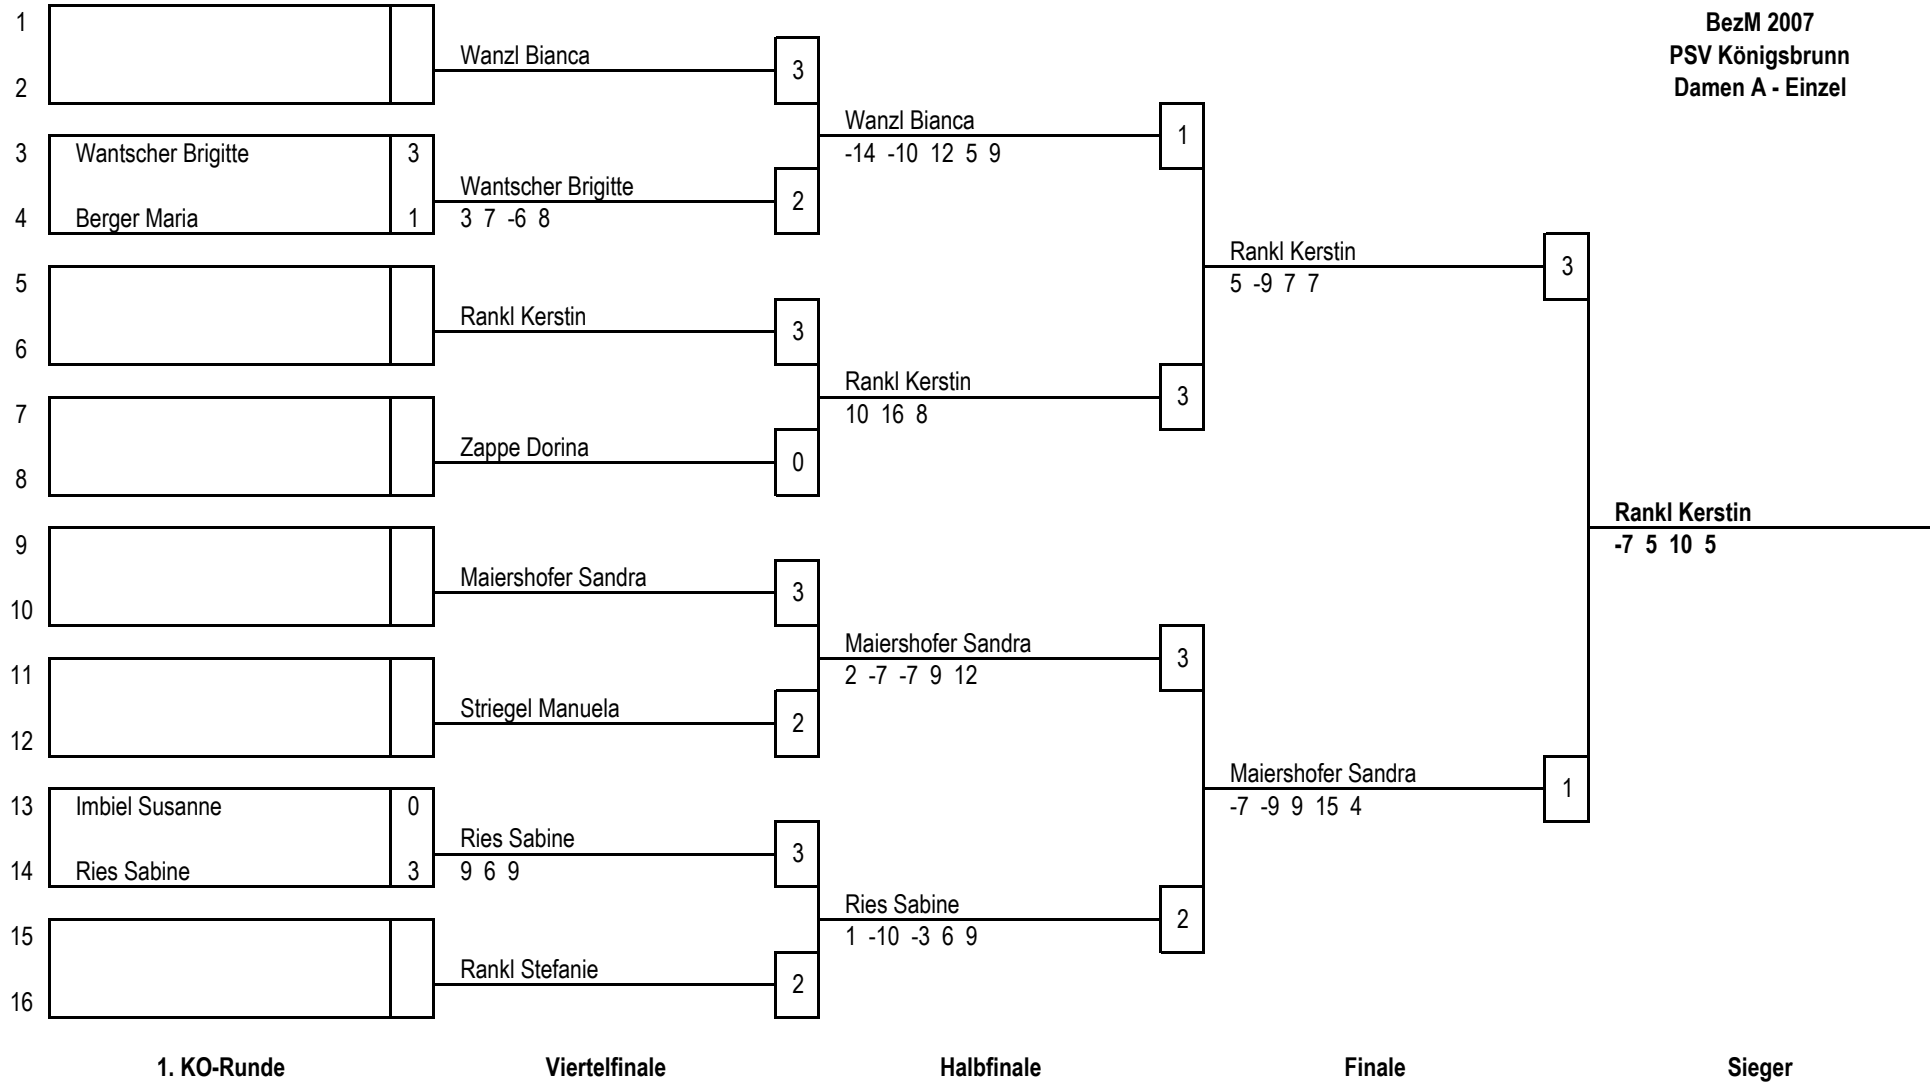 BezM 2007
PSV Königsbrunn
Damen A - Einzel
1
2
3 Wantscher Brigitte 3
4 Berger Maria 1
5
6
7
8
9
10
11
12
13 Imbiel Susanne 0
14 Ries Sabine 3
15
16
Wanzl Bianca 3
Wantscher Brigitte 2
3 7 -6 8
Rankl Kerstin 3
Zappe Dorina 0
Maiershofer Sandra 3
Striegel Manuela 2
Ries Sabine 3
9 6 9
Rankl Stefanie 2
Wanzl Bianca 1
-14 -10 12 5 9
Rankl Kerstin 3
10 16 8
Maiershofer Sandra 3
2 -7 -7 9 12
Ries Sabine 2
1 -10 -3 6 9
Rankl Kerstin 3
5 -9 7 7
Maiershofer Sandra 1
-7 -9 9 15 4
Rankl Kerstin
-7 5 10 5
1. KO-Runde Viertelfinale Halbfinale Finale Sieger